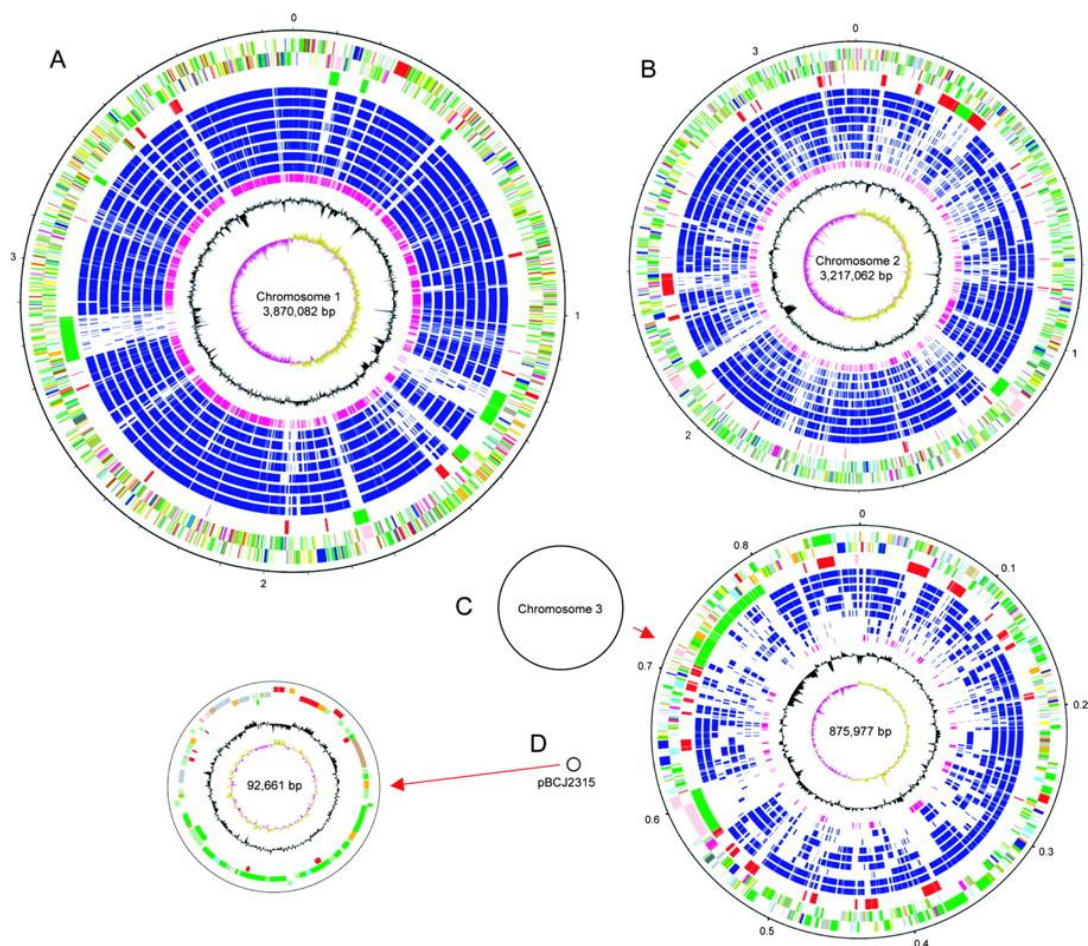 A
0
1
2
3
Chromosome 1
3,870,082 bp
B
0
1
2
3
Chromosome 2
3,217,062 bp
C
Chromosome 3
0
0.1
0.2
0.3
0.4
0.5
0.6
0.7
0.8
875,977 bp
D
pBCJ2315
92,661 bp